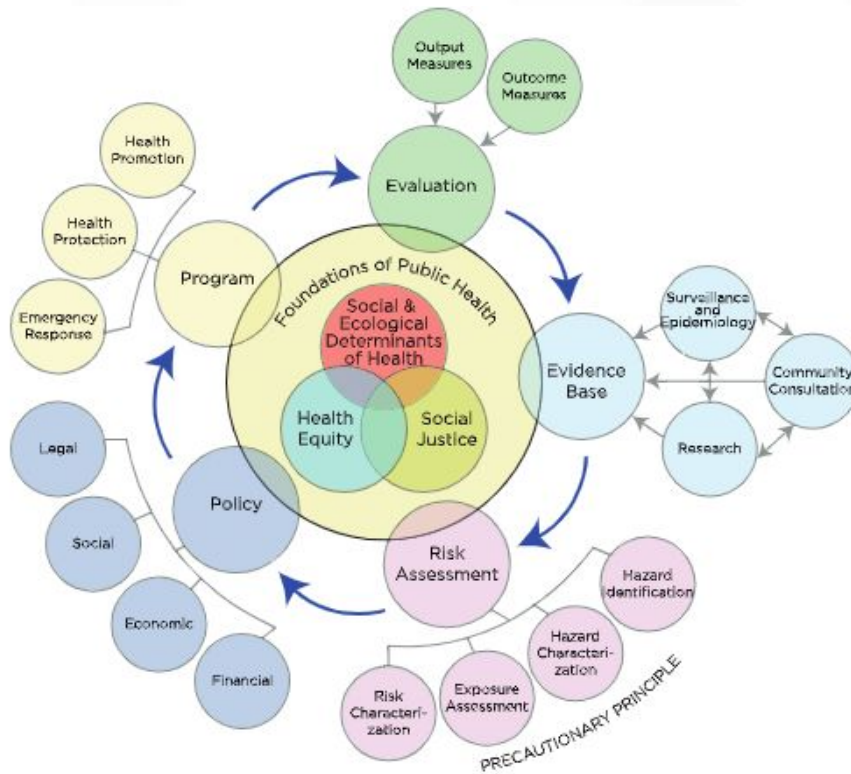 Output
Measures
Outcome
Measures
Evaluation
Health
Promotion
Health
Protection
Emergency
Response
Program
Foundations of Public Health
Social &
Ecological
Determinants
of Health
Health
Equity
Social
Justice
Evidence
Base
Surveillance
and
Epidemiology
Community
Consultation
Research
Legal
Social
Economic
Financial
Policy
Risk
Assessment
Hazard
Identification
Hazard
Characteri-
zation
Exposure
Assessment
Risk
Characteri-
zation
PRECAUTIONARY PRINCIPLE